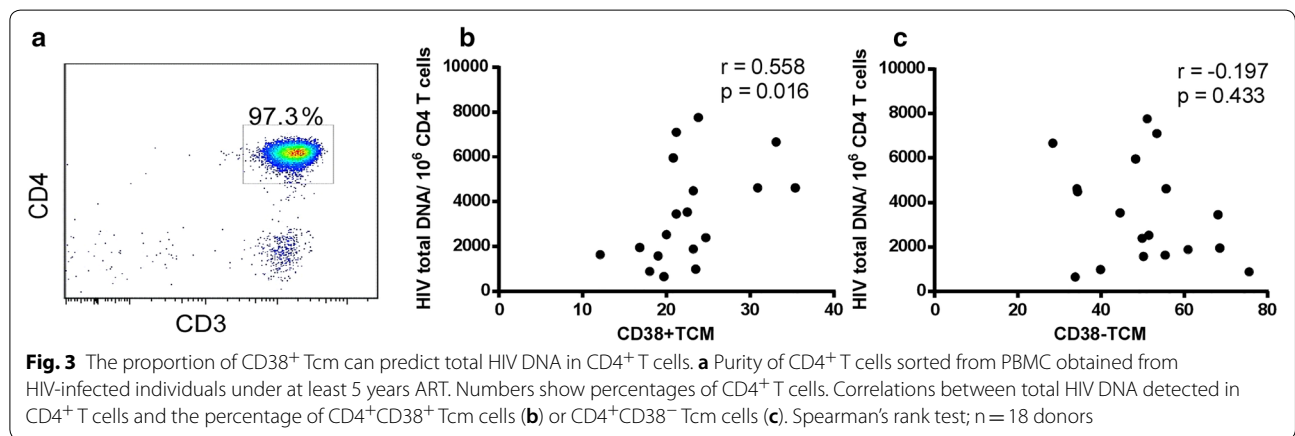 a
97.3%
CD4
CD3
b
HIV total DNA/ 10⁶ CD4 T cells
10000
8000
6000
4000
2000
0
r = 0.558
p = 0.016
0 10 20 30 40
CD38+TCM
c
HIV total DNA/ 10⁶ CD4 T cells
10000
8000
6000
4000
2000
0
r = -0.197
p = 0.433
0 20 40 60 80
CD38-TCM
Fig. 3 The proportion of CD38⁺ Tcm can predict total HIV DNA in CD4⁺ T cells. a Purity of CD4⁺ T cells sorted from PBMC obtained from
HIV-infected individuals under at least 5 years ART. Numbers show percentages of CD4⁺ T cells. Correlations between total HIV DNA detected in
CD4⁺ T cells and the percentage of CD4⁺CD38⁺ Tcm cells (b) or CD4⁺CD38⁻ Tcm cells (c). Spearman's rank test; n = 18 donors